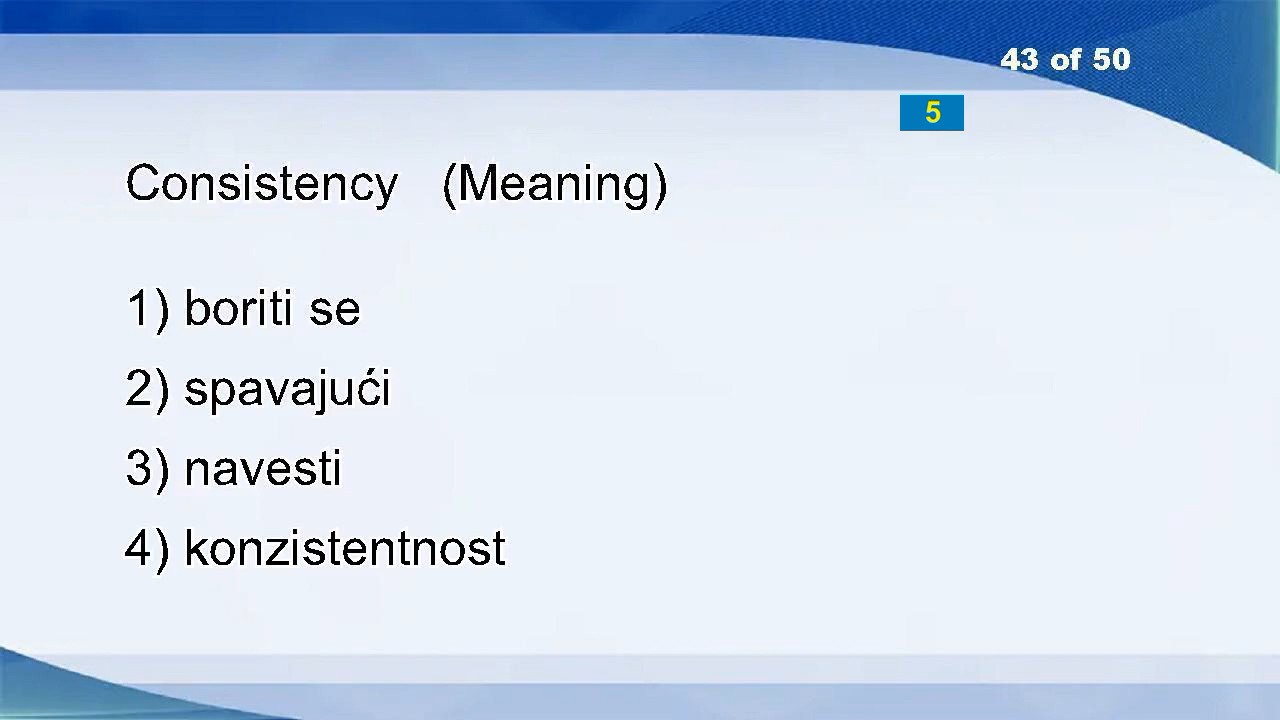 43 of 50
5
Consistency (Meaning)
1) boriti se
2) spavajući
3) navesti
4) konzistentnost